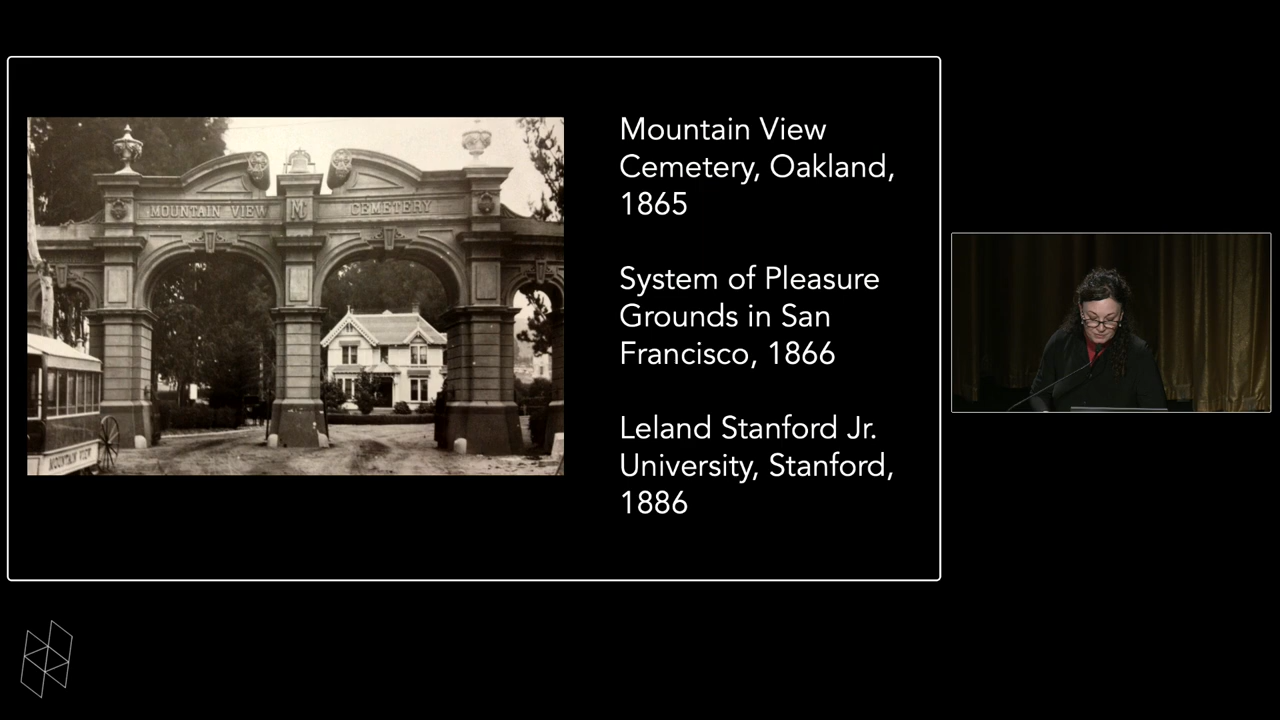 MOUNTAIN VIEW M CEMETERY
MOUNTAIN VIEW
Mountain View
Cemetery, Oakland,
1865
System of Pleasure
Grounds in San
Francisco, 1866
Leland Stanford Jr.
University, Stanford,
1886